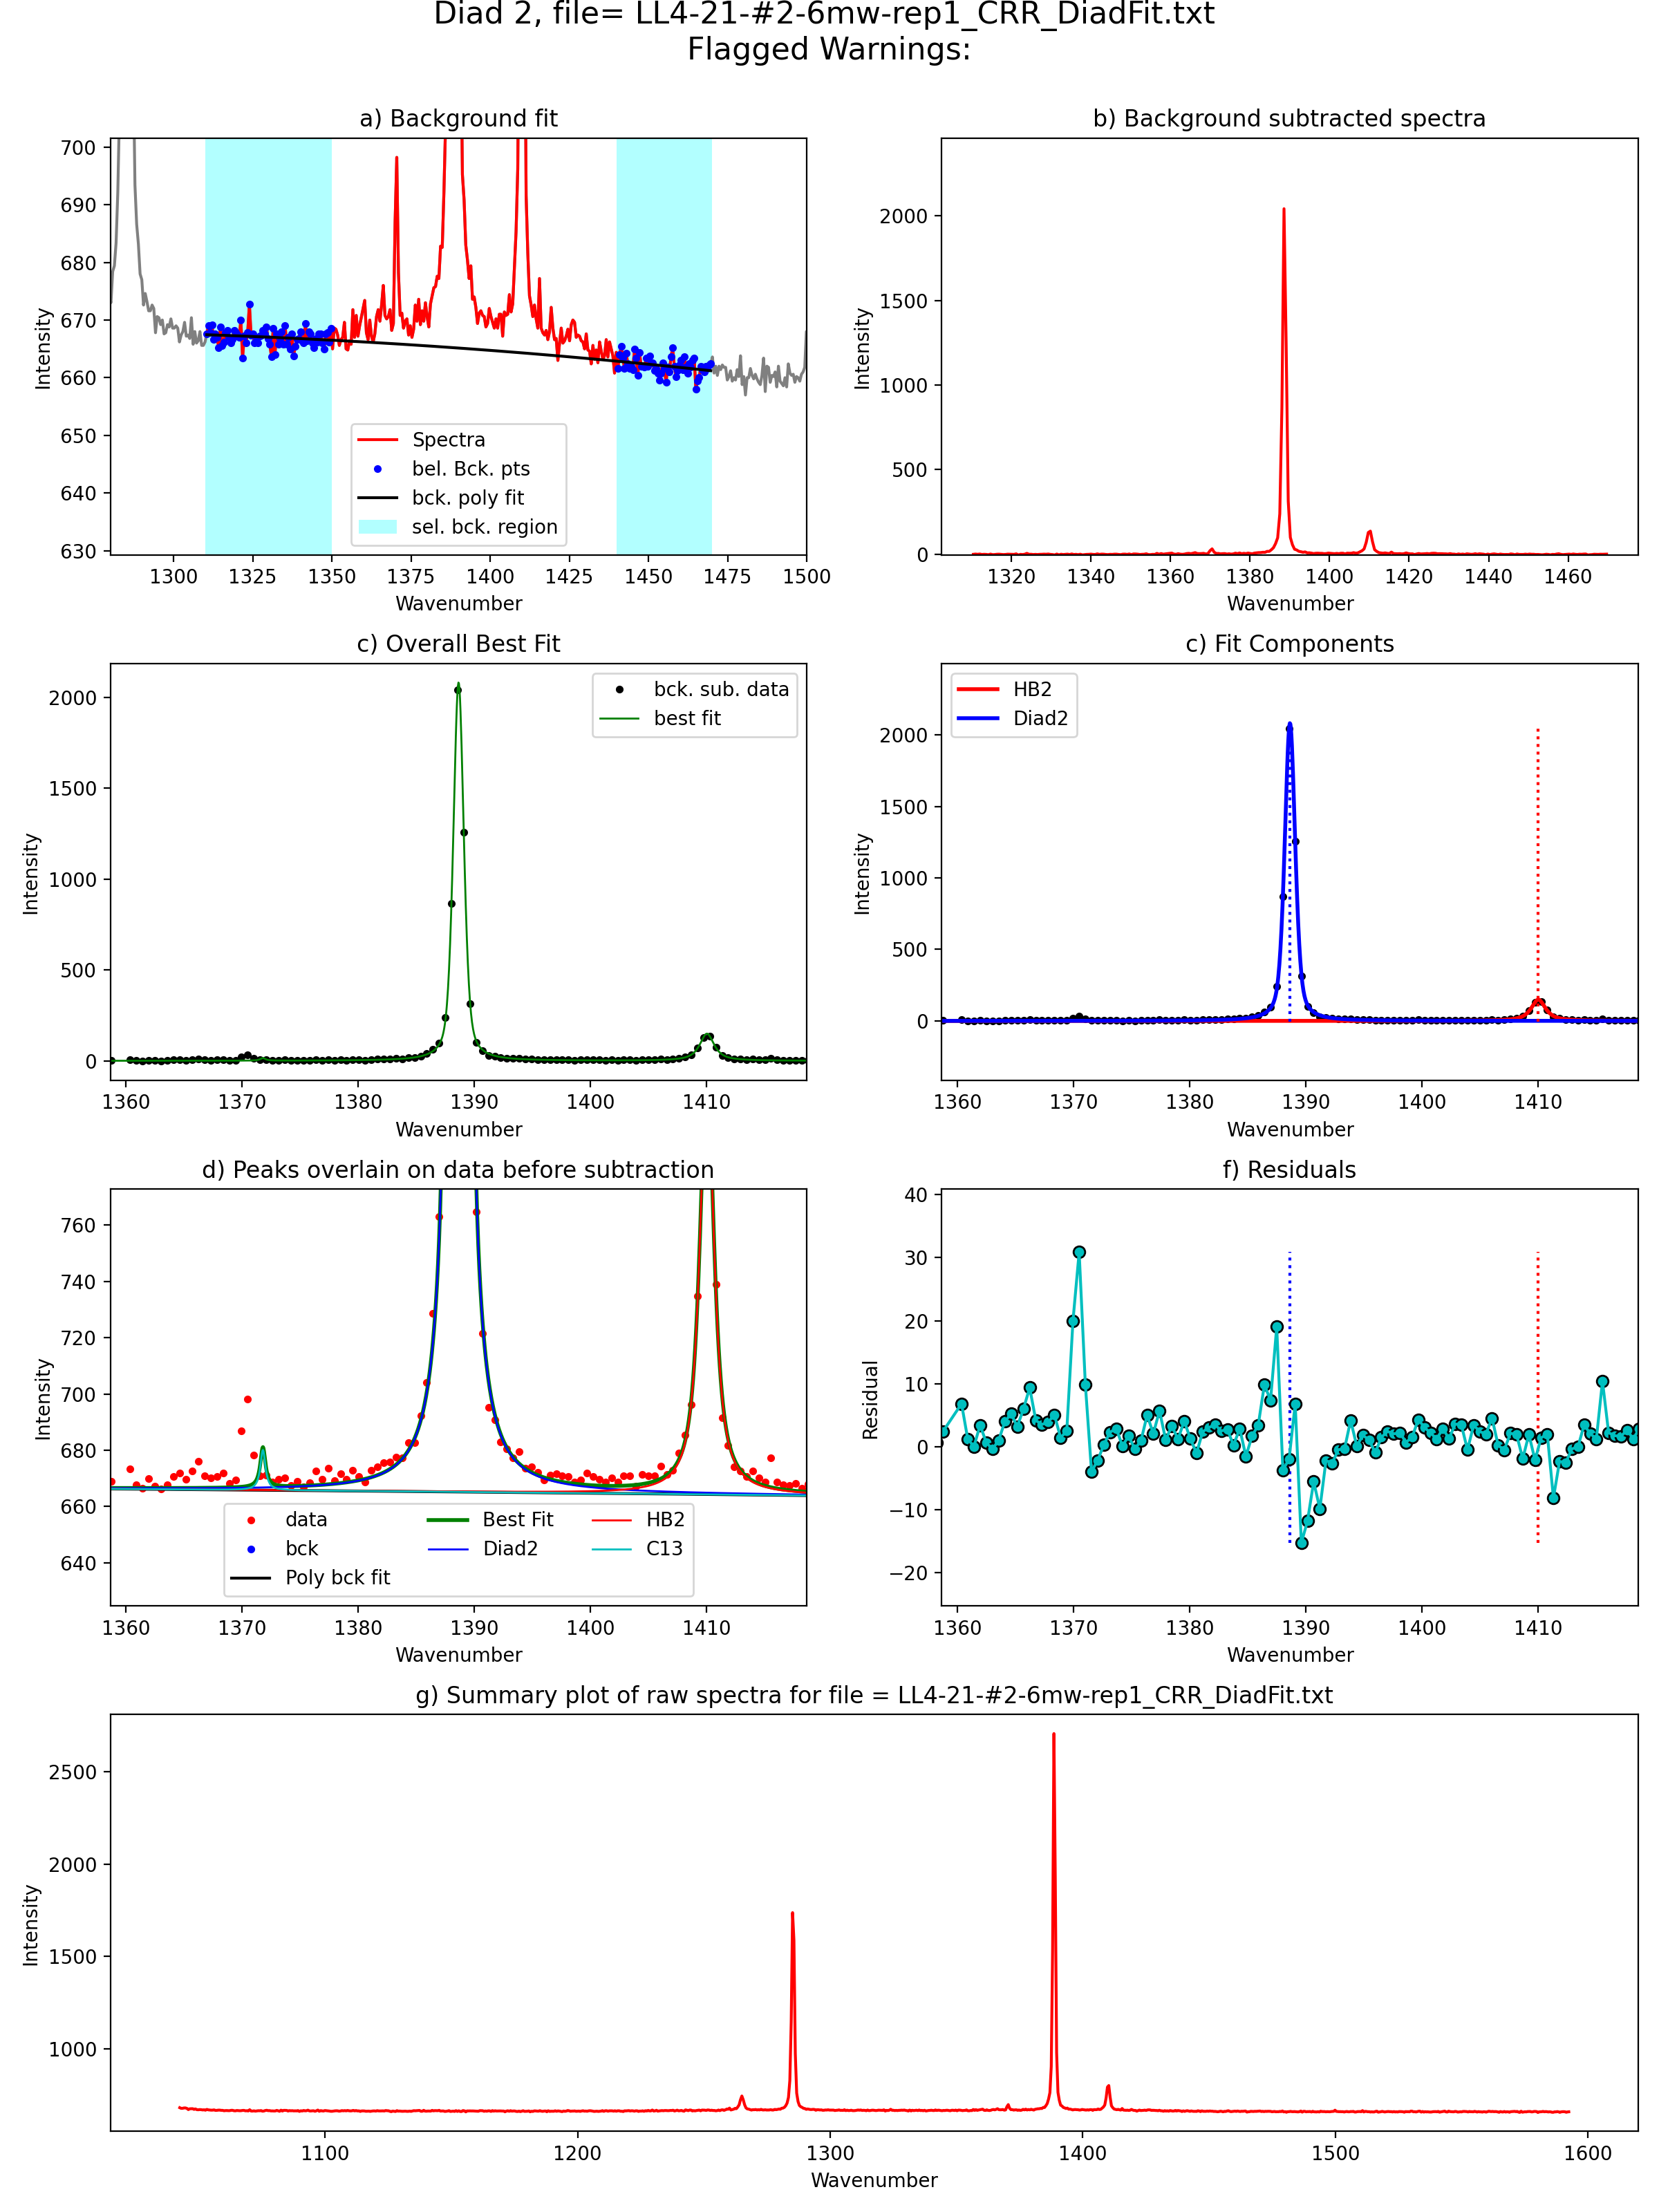 Diad 2, file= LL4-21-#2-6mw-rep1_CRR_DiadFit.txt
Flagged Warnings:
a) Background fit
700
690
680
670
660
650
640
630
Intensity
Spectra
bel. Bck. pts
bck. poly fit
sel. bck. region
1300 1325 1350 1375 1400 1425 1450 1475 1500
Wavenumber
b) Background subtracted spectra
2000
1500
1000
500
0
Intensity
1320 1340 1360 1380 1400 1420 1440 1460
Wavenumber
c) Overall Best Fit
2000
1500
1000
500
0
Intensity
bck. sub. data
best fit
1360 1370 1380 1390 1400 1410
Wavenumber
c) Fit Components
HB2
Diad2
2000
1500
1000
500
0
Intensity
1360 1370 1380 1390 1400 1410
Wavenumber
d) Peaks overlain on data before subtraction
760
740
720
700
680
660
640
Intensity
data
bck
Poly bck fit
Best Fit
Diad2
HB2
C13
1360 1370 1380 1390 1400 1410
Wavenumber
f) Residuals
40
30
20
10
0
−10
−20
Residual
1360 1370 1380 1390 1400 1410
Wavenumber
g) Summary plot of raw spectra for file = LL4-21-#2-6mw-rep1_CRR_DiadFit.txt
2500
2000
1500
1000
Intensity
1100 1200 1300 1400 1500 1600
Wavenumber